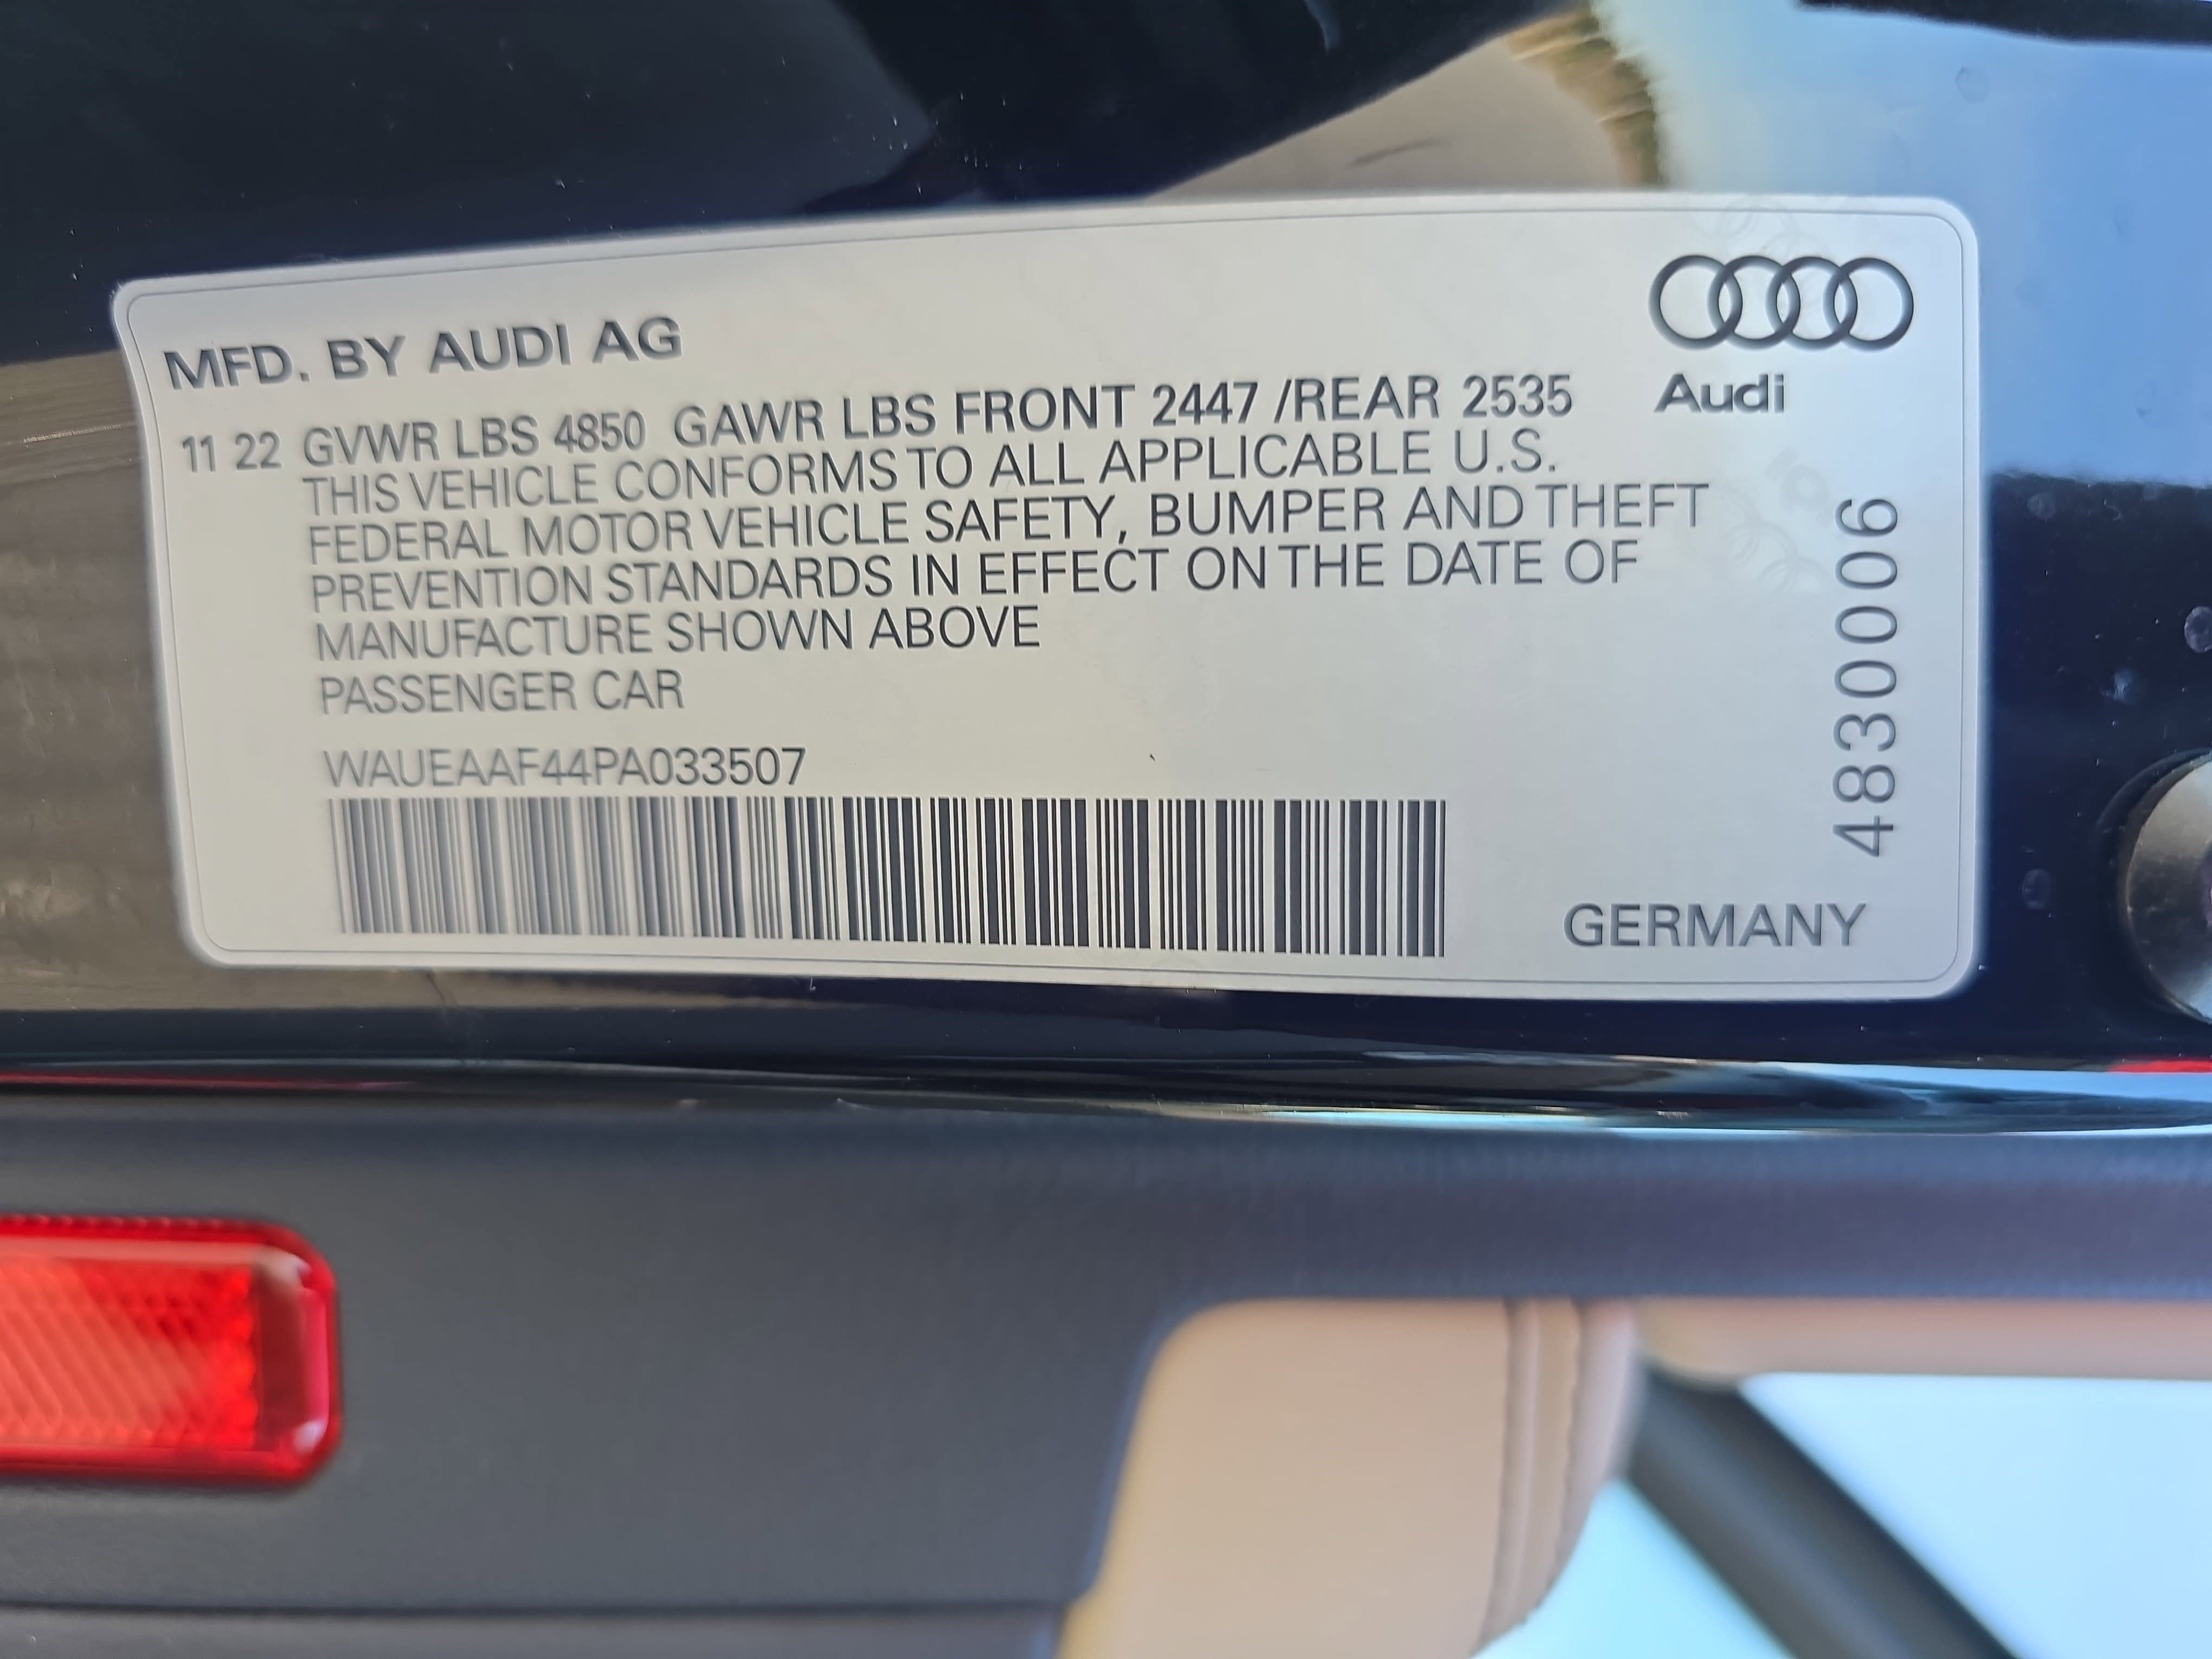 MFD. BY AUDI AG
Audi
11 22 GVWR LBS 4850 GAWR LBS FRONT 2447 /REAR 2535
THIS VEHICLE CONFORMS TO ALL APPLICABLE U.S.
FEDERAL MOTOR VEHICLE SAFETY, BUMPER AND THEFT
PREVENTION STANDARDS IN EFFECT ON THE DATE OF
MANUFACTURE SHOWN ABOVE
PASSENGER CAR
WAUEAAF44PA033507
4830006
GERMANY